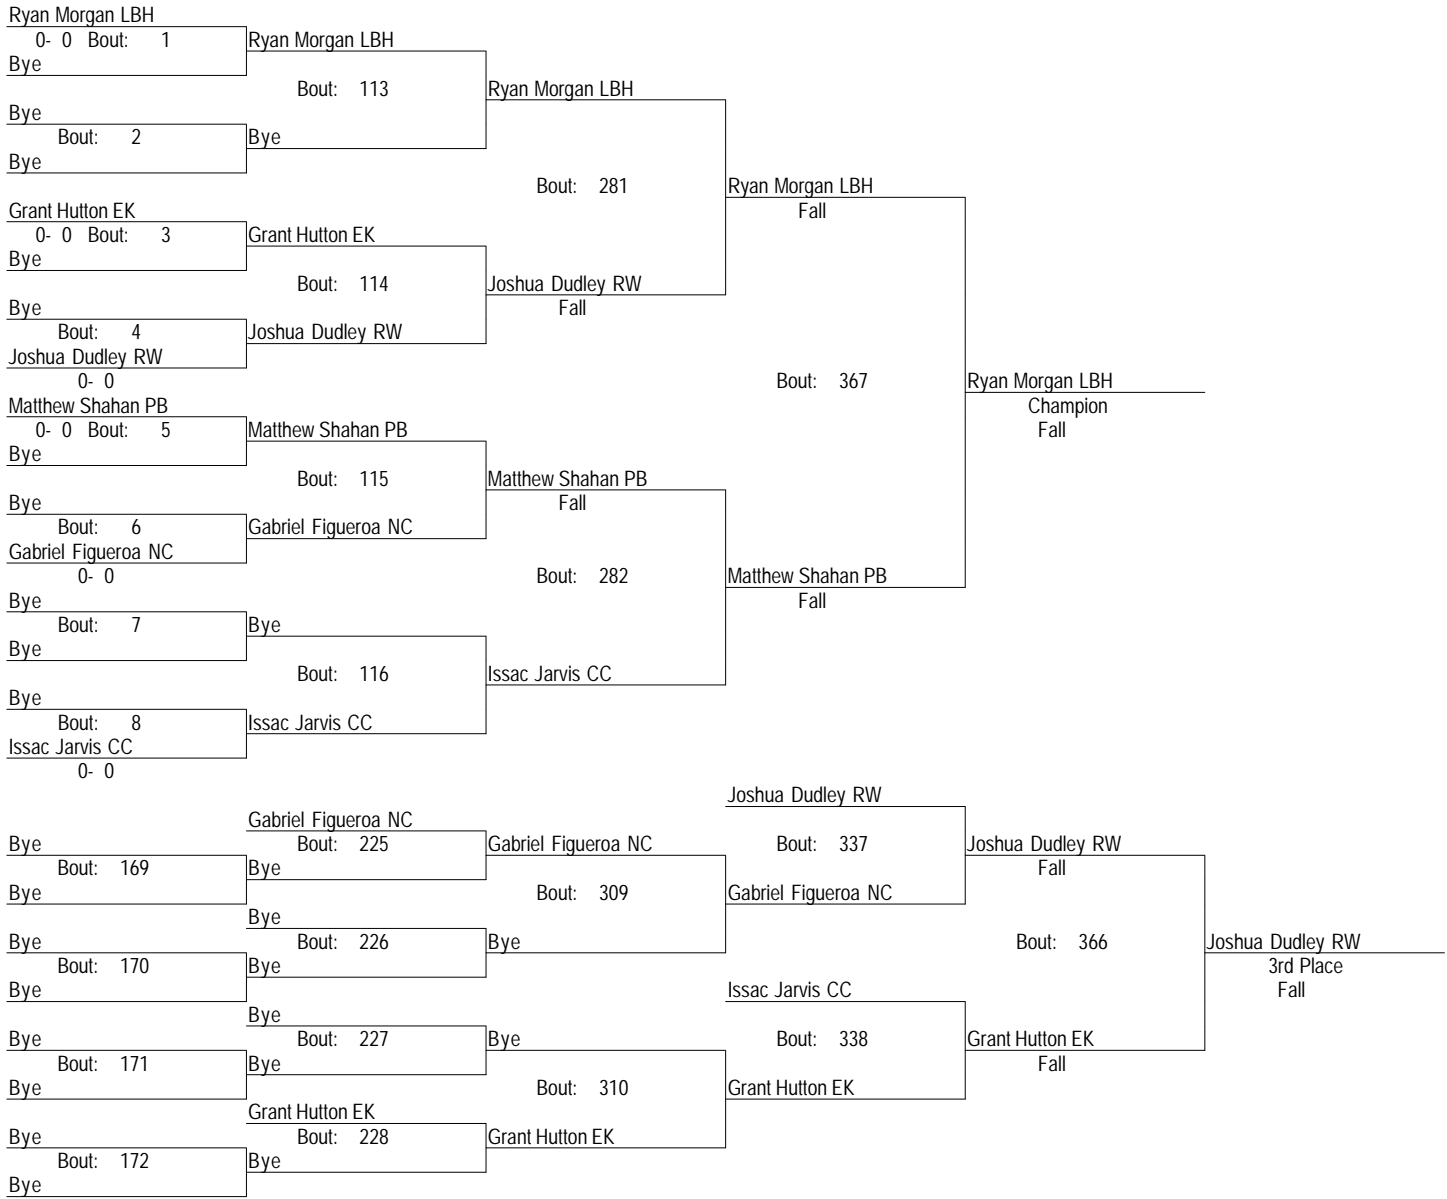 Ryan Morgan LBH
0- 0 Bout: 1 Ryan Morgan LBH
Bye
Bout: 113 Ryan Morgan LBH
Bye
Bout: 2 Bye
Bye
Bout: 281 Ryan Morgan LBH
Grant Hutton EK Fall
0- 0 Bout: 3 Grant Hutton EK
Bye
Bout: 114 Joshua Dudley RW
Bye Fall
Bout: 4 Joshua Dudley RW
Joshua Dudley RW
0- 0 Bout: 367 Ryan Morgan LBH
Matthew Shahan PB Champion
0- 0 Bout: 5 Matthew Shahan PB Fall
Bye
Bout: 115 Matthew Shahan PB
Bye Fall
Bout: 6 Gabriel Figueroa NC
Gabriel Figueroa NC
0- 0 Bout: 282 Matthew Shahan PB
Bye Fall
Bout: 7 Bye
Bye
Bout: 116 Issac Jarvis CC
Bye
Bout: 8 Issac Jarvis CC
Issac Jarvis CC
0- 0
Joshua Dudley RW
Gabriel Figueroa NC
Bye Bout: 225 Gabriel Figueroa NC Bout: 337 Joshua Dudley RW
Bout: 169 Bye Fall
Bye Bout: 309 Gabriel Figueroa NC
Bye
Bye Bout: 226 Bye Bout: 366 Joshua Dudley RW
Bout: 170 Bye 3rd Place
Bye Issac Jarvis CC Fall
Bye
Bye Bout: 227 Bye Bout: 338 Grant Hutton EK
Bout: 171 Bye Fall
Bye Bout: 310 Grant Hutton EK
Grant Hutton EK
Bye Bout: 228 Grant Hutton EK
Bout: 172 Bye
Bye